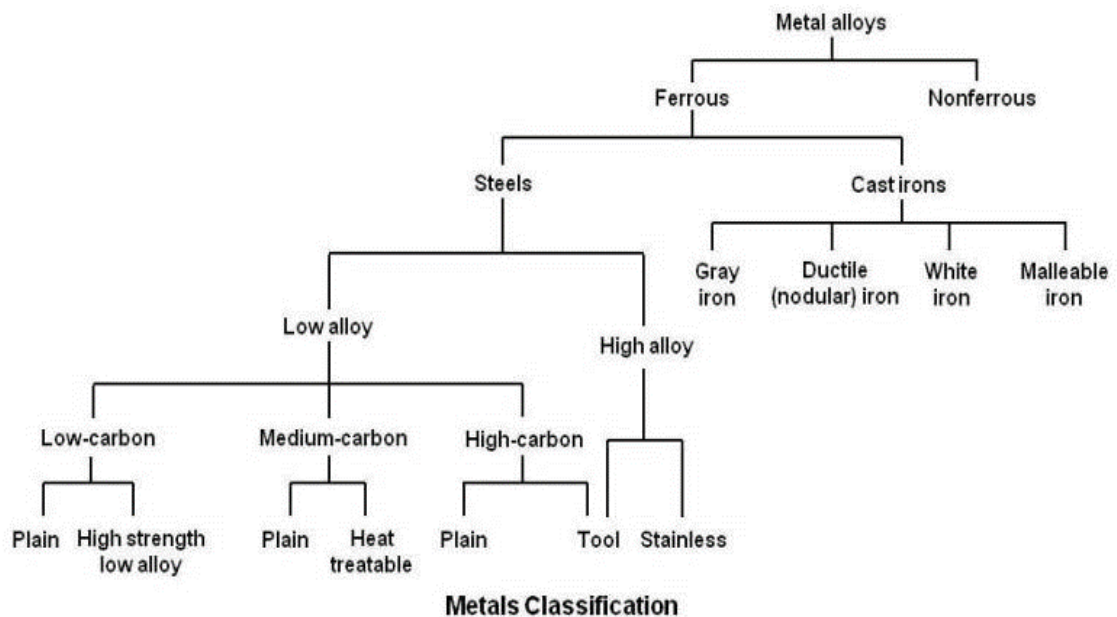 Metal alloys
Ferrous
Nonferrous
Steels
Cast irons
Gray
iron
Ductile
(nodular) iron
White
iron
Malleable
iron
Low alloy
High alloy
Low-carbon
Medium-carbon
High-carbon
Plain
High strength
low alloy
Plain
Heat
treatable
Plain
Tool
Stainless
Metals Classification